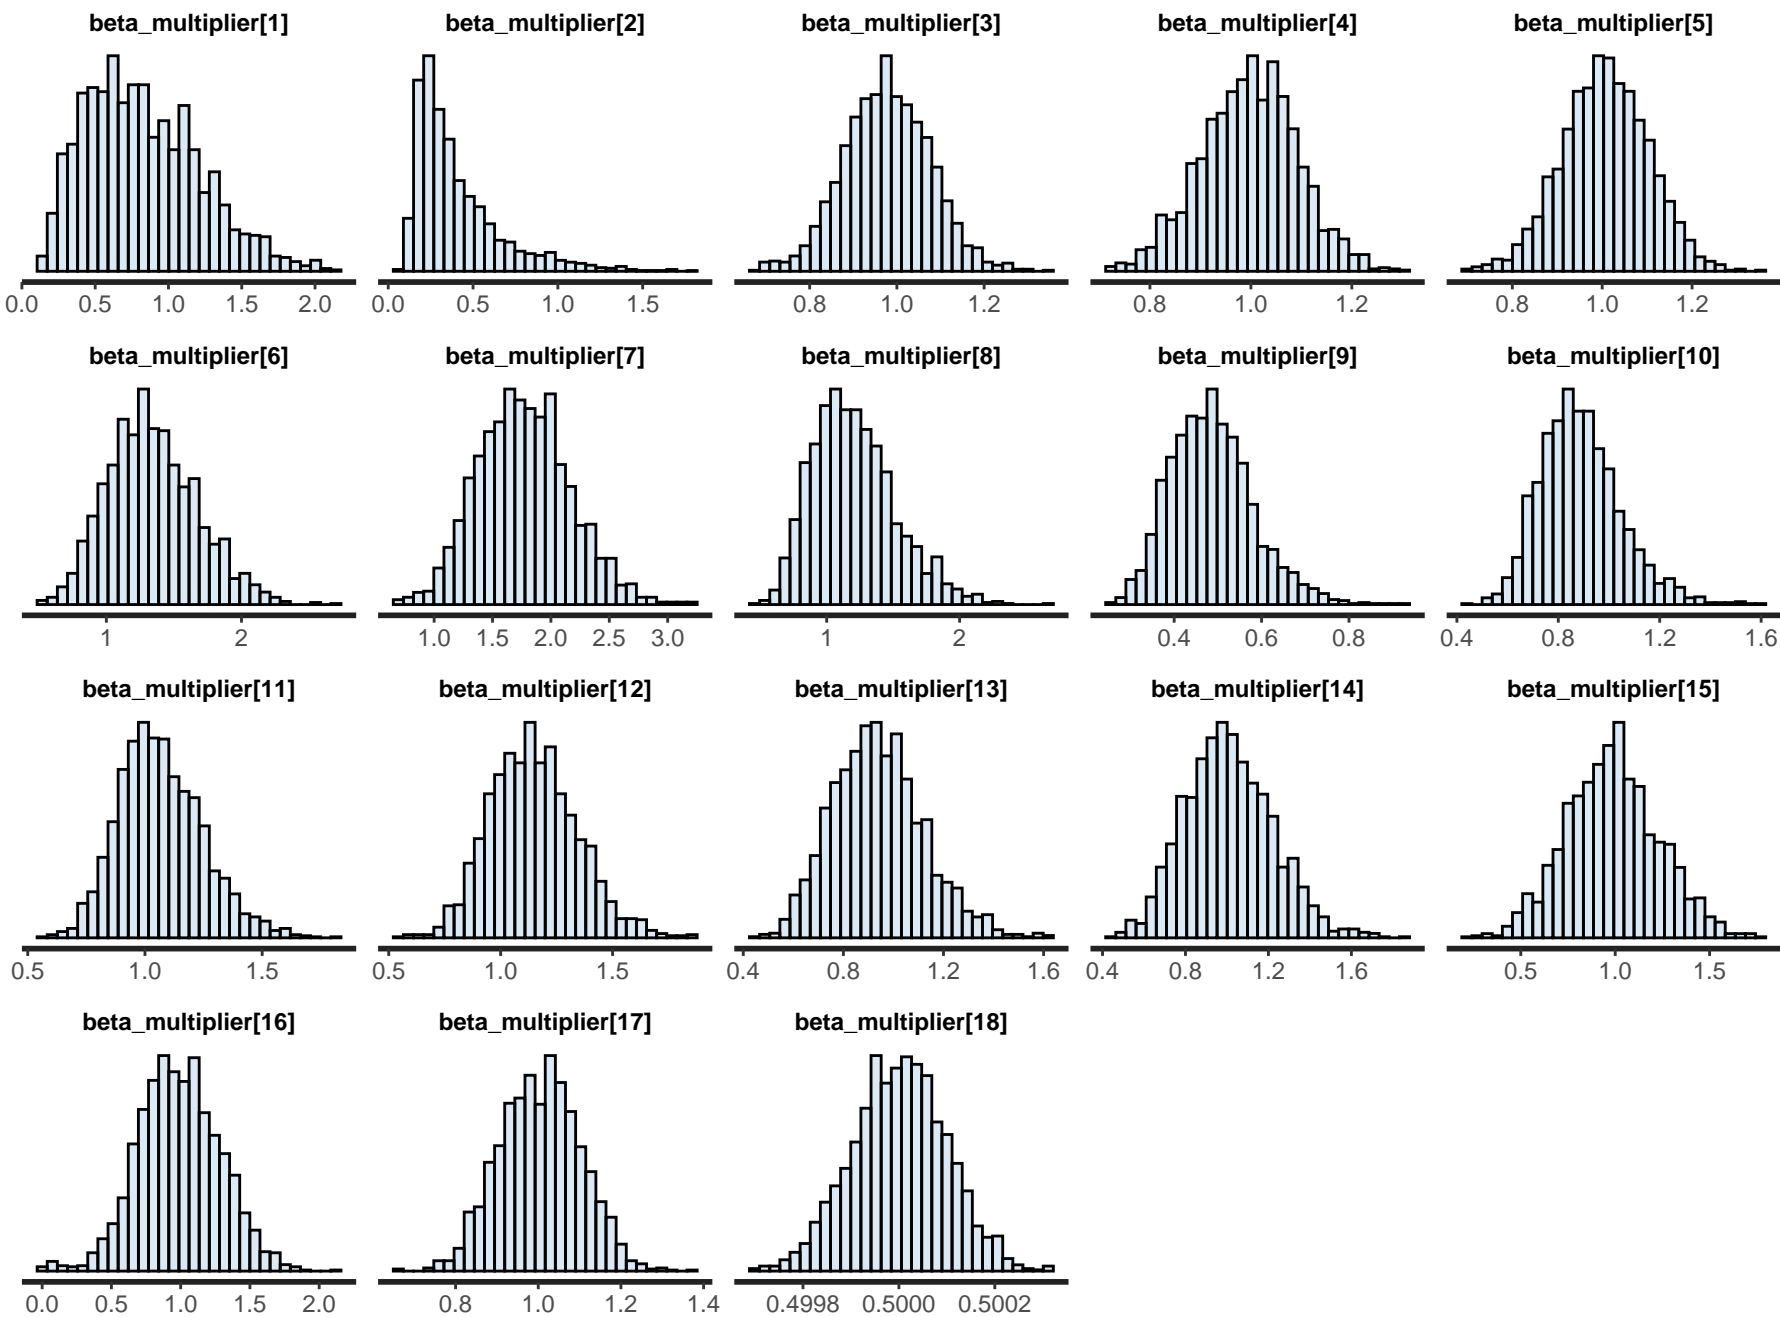 beta_multiplier[1] beta_multiplier[2] beta_multiplier[3] beta_multiplier[4] beta_multiplier[5]
0.0 0.5 1.0 1.5 2.0 0.0 0.5 1.0 1.5 0.8 1.0 1.2 0.8 1.0 1.2 0.8 1.0 1.2
beta_multiplier[6] beta_multiplier[7] beta_multiplier[8] beta_multiplier[9] beta_multiplier[10]
1 2 1.0 1.5 2.0 2.5 3.0 1 2 0.4 0.6 0.8 0.4 0.8 1.2 1.6
beta_multiplier[11] beta_multiplier[12] beta_multiplier[13] beta_multiplier[14] beta_multiplier[15]
0.5 1.0 1.5 0.5 1.0 1.5 0.4 0.8 1.2 1.6 0.4 0.8 1.2 1.6 0.5 1.0 1.5
beta_multiplier[16] beta_multiplier[17] beta_multiplier[18]
0.0 0.5 1.0 1.5 2.0 0.8 1.0 1.2 1.4 0.4998 0.5000 0.5002